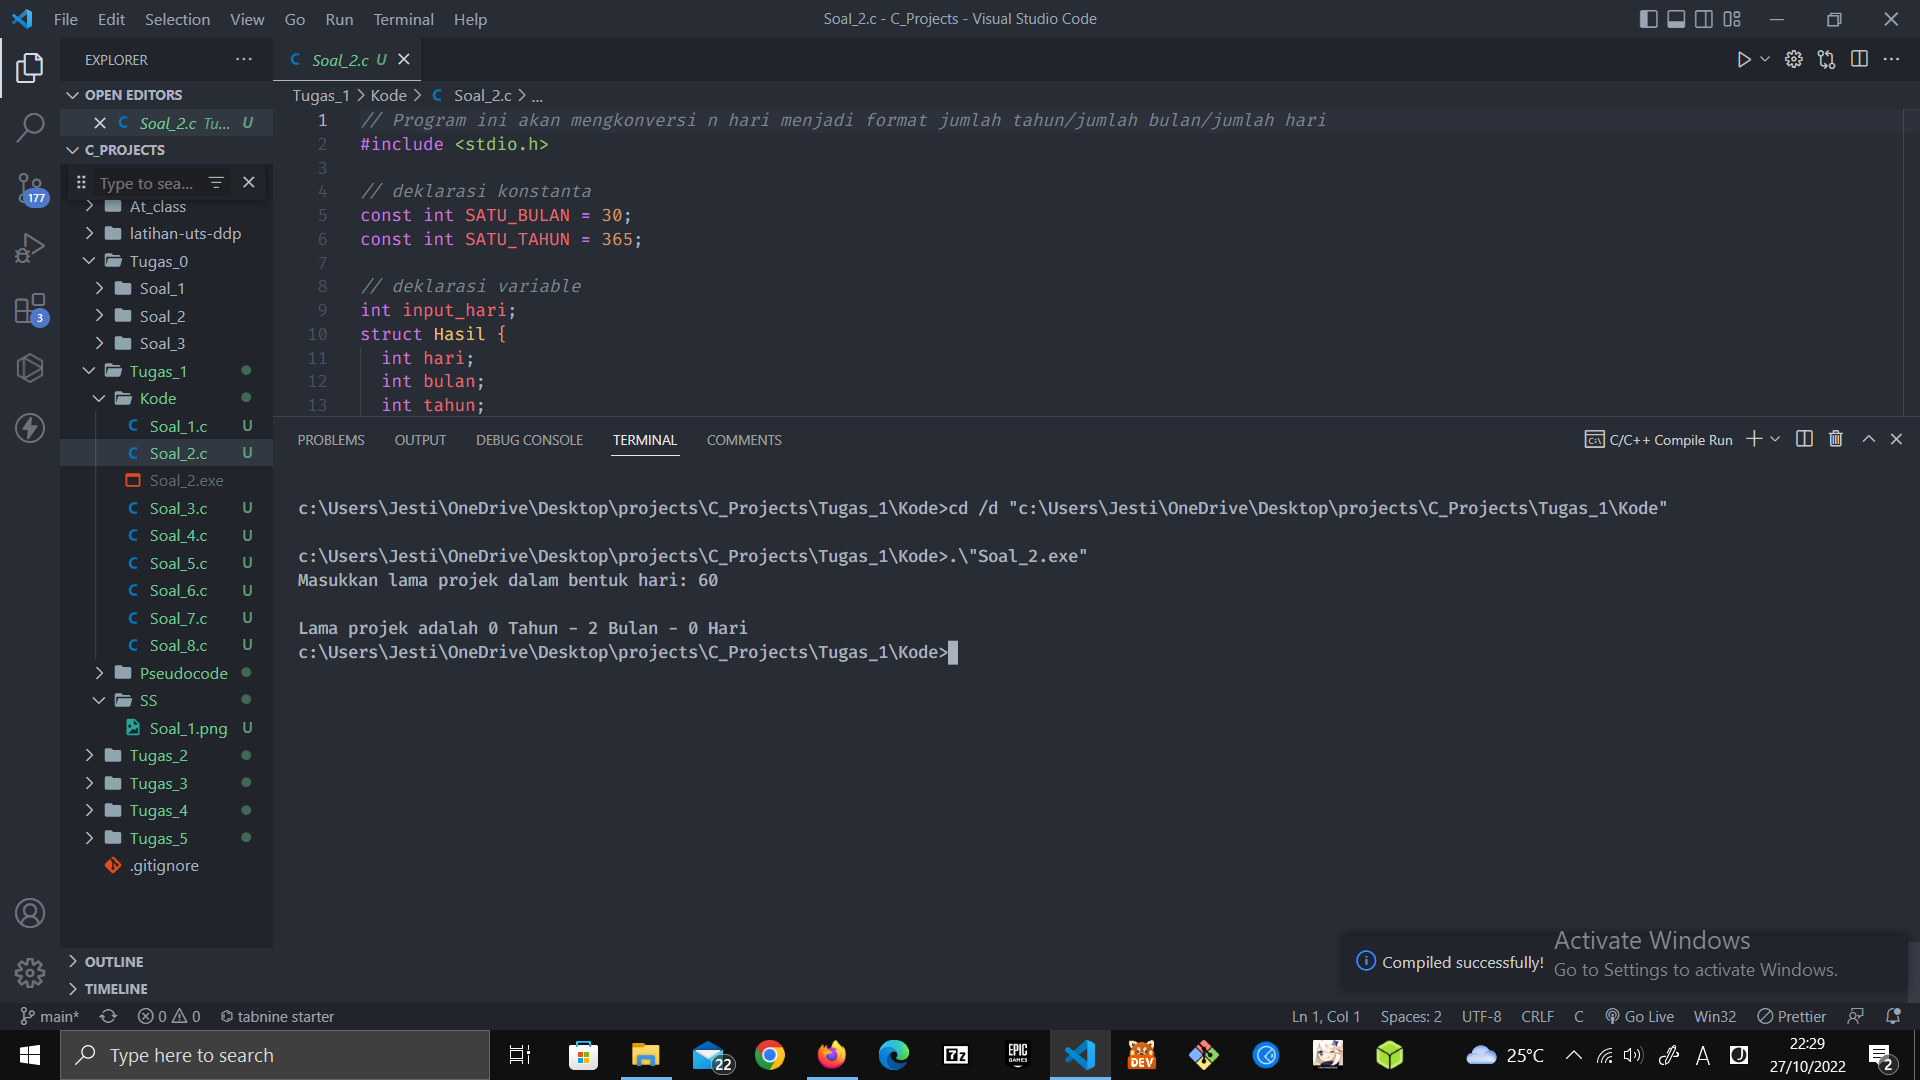 File Edit Selection View Go Run Terminal Help
Soal_2.c - C_Projects - Visual Studio Code
EXPLORER
OPEN EDITORS
Soal_2.c Tu... U
C_PROJECTS
Type to sea...
At_class
latihan-uts-ddp
Tugas_0
Soal_1
Soal_2
Soal_3
Tugas_1
Kode
Soal_1.c U
Soal_2.c U
Soal_2.exe
Soal_3.c U
Soal_4.c U
Soal_5.c U
Soal_6.c U
Soal_7.c U
Soal_8.c U
Pseudocode
SS
Soal_1.png U
Tugas_2
Tugas_3
Tugas_4
Tugas_5
.gitignore
OUTLINE
TIMELINE
177
3
Soal_2.c U
Tugas_1 > Kode > C Soal_2.c > ...
1 // Program ini akan mengkonversi n hari menjadi format jumlah tahun/jumlah bulan/jumlah hari
2 #include <stdio.h>
3
4 // deklarasi konstanta
5 const int SATU_BULAN = 30;
6 const int SATU_TAHUN = 365;
7
8 // deklarasi variable
9 int input_hari;
10 struct Hasil {
11 int hari;
12 int bulan;
13 int tahun;
PROBLEMS OUTPUT DEBUG CONSOLE TERMINAL COMMENTS
C/C++ Compile Run
c:\Users\Jesti\OneDrive\Desktop\projects\C_Projects\Tugas_1\Kode>cd /d "c:\Users\Jesti\OneDrive\Desktop\projects\C_Projects\Tugas_1\Kode"
c:\Users\Jesti\OneDrive\Desktop\projects\C_Projects\Tugas_1\Kode>.\"Soal_2.exe"
Masukkan lama projek dalam bentuk hari: 60
Lama projek adalah 0 Tahun - 2 Bulan - 0 Hari
c:\Users\Jesti\OneDrive\Desktop\projects\C_Projects\Tugas_1\Kode>
Compiled successfully!
Activate Windows
Go to Settings to activate Windows.
main* 0 0 tabnine starter
Ln 1, Col 1 Spaces: 2 UTF-8 CRLF C Go Live Win32 Prettier
Type here to search
22
7z
EPIC GAMES
DEV
25°C
A
22:29
27/10/2022
2